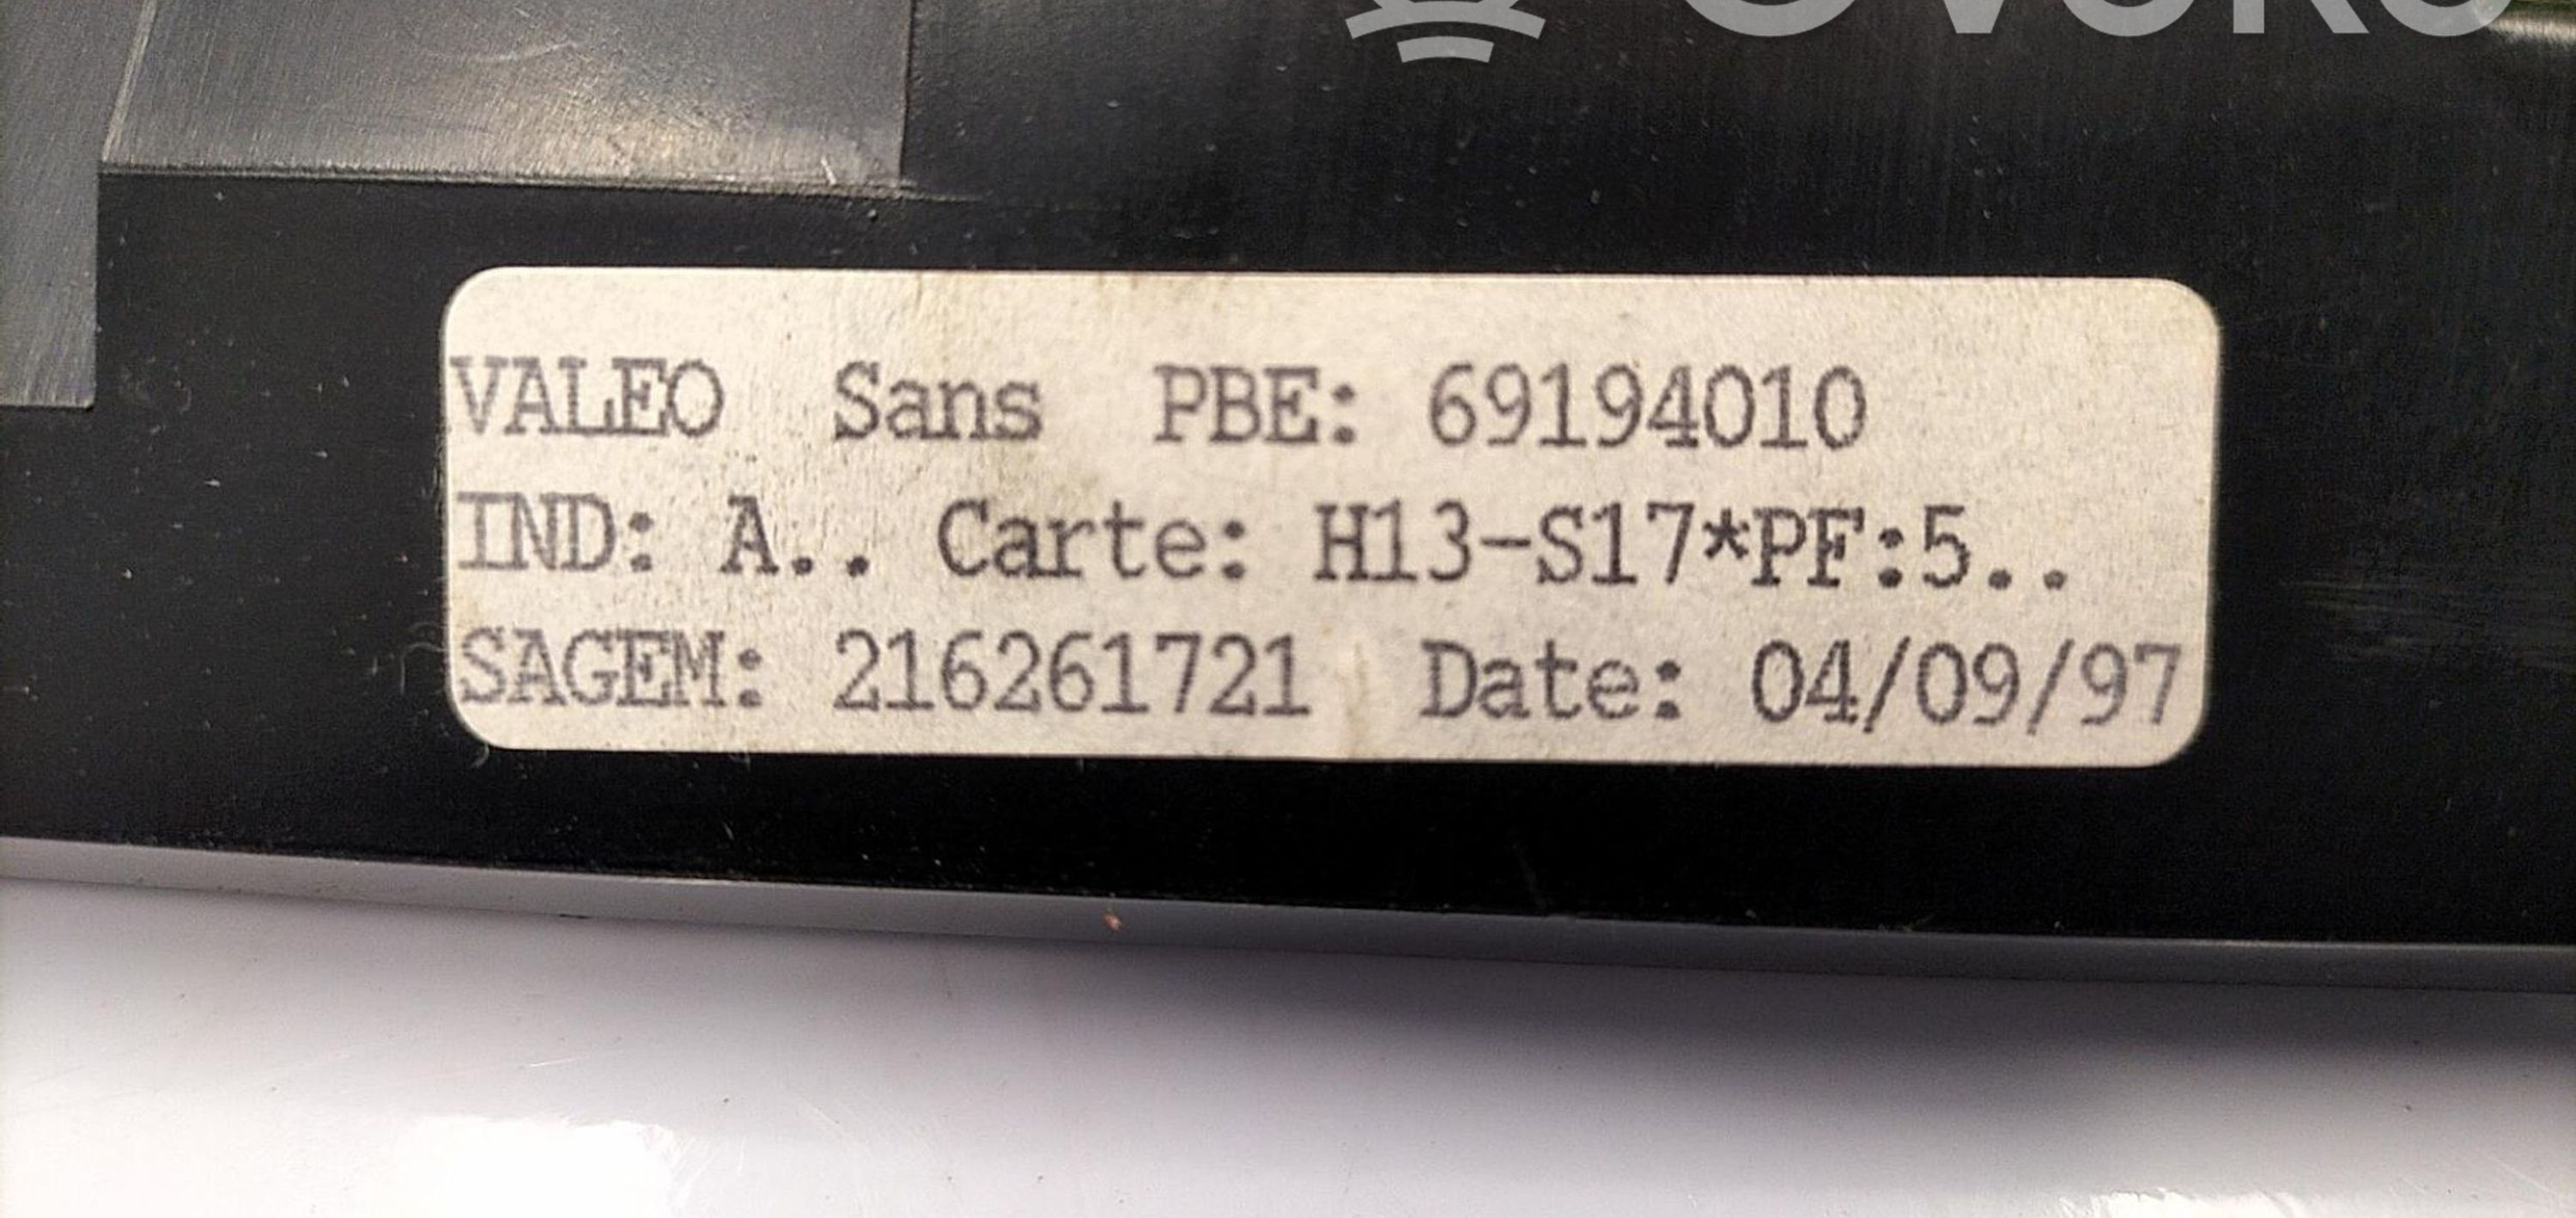 VALEO Sans PBE: 69194010
IND: A.. Carte: H13-S17*PF:5..
SAGEM: 216261721 Date: 04/09/97